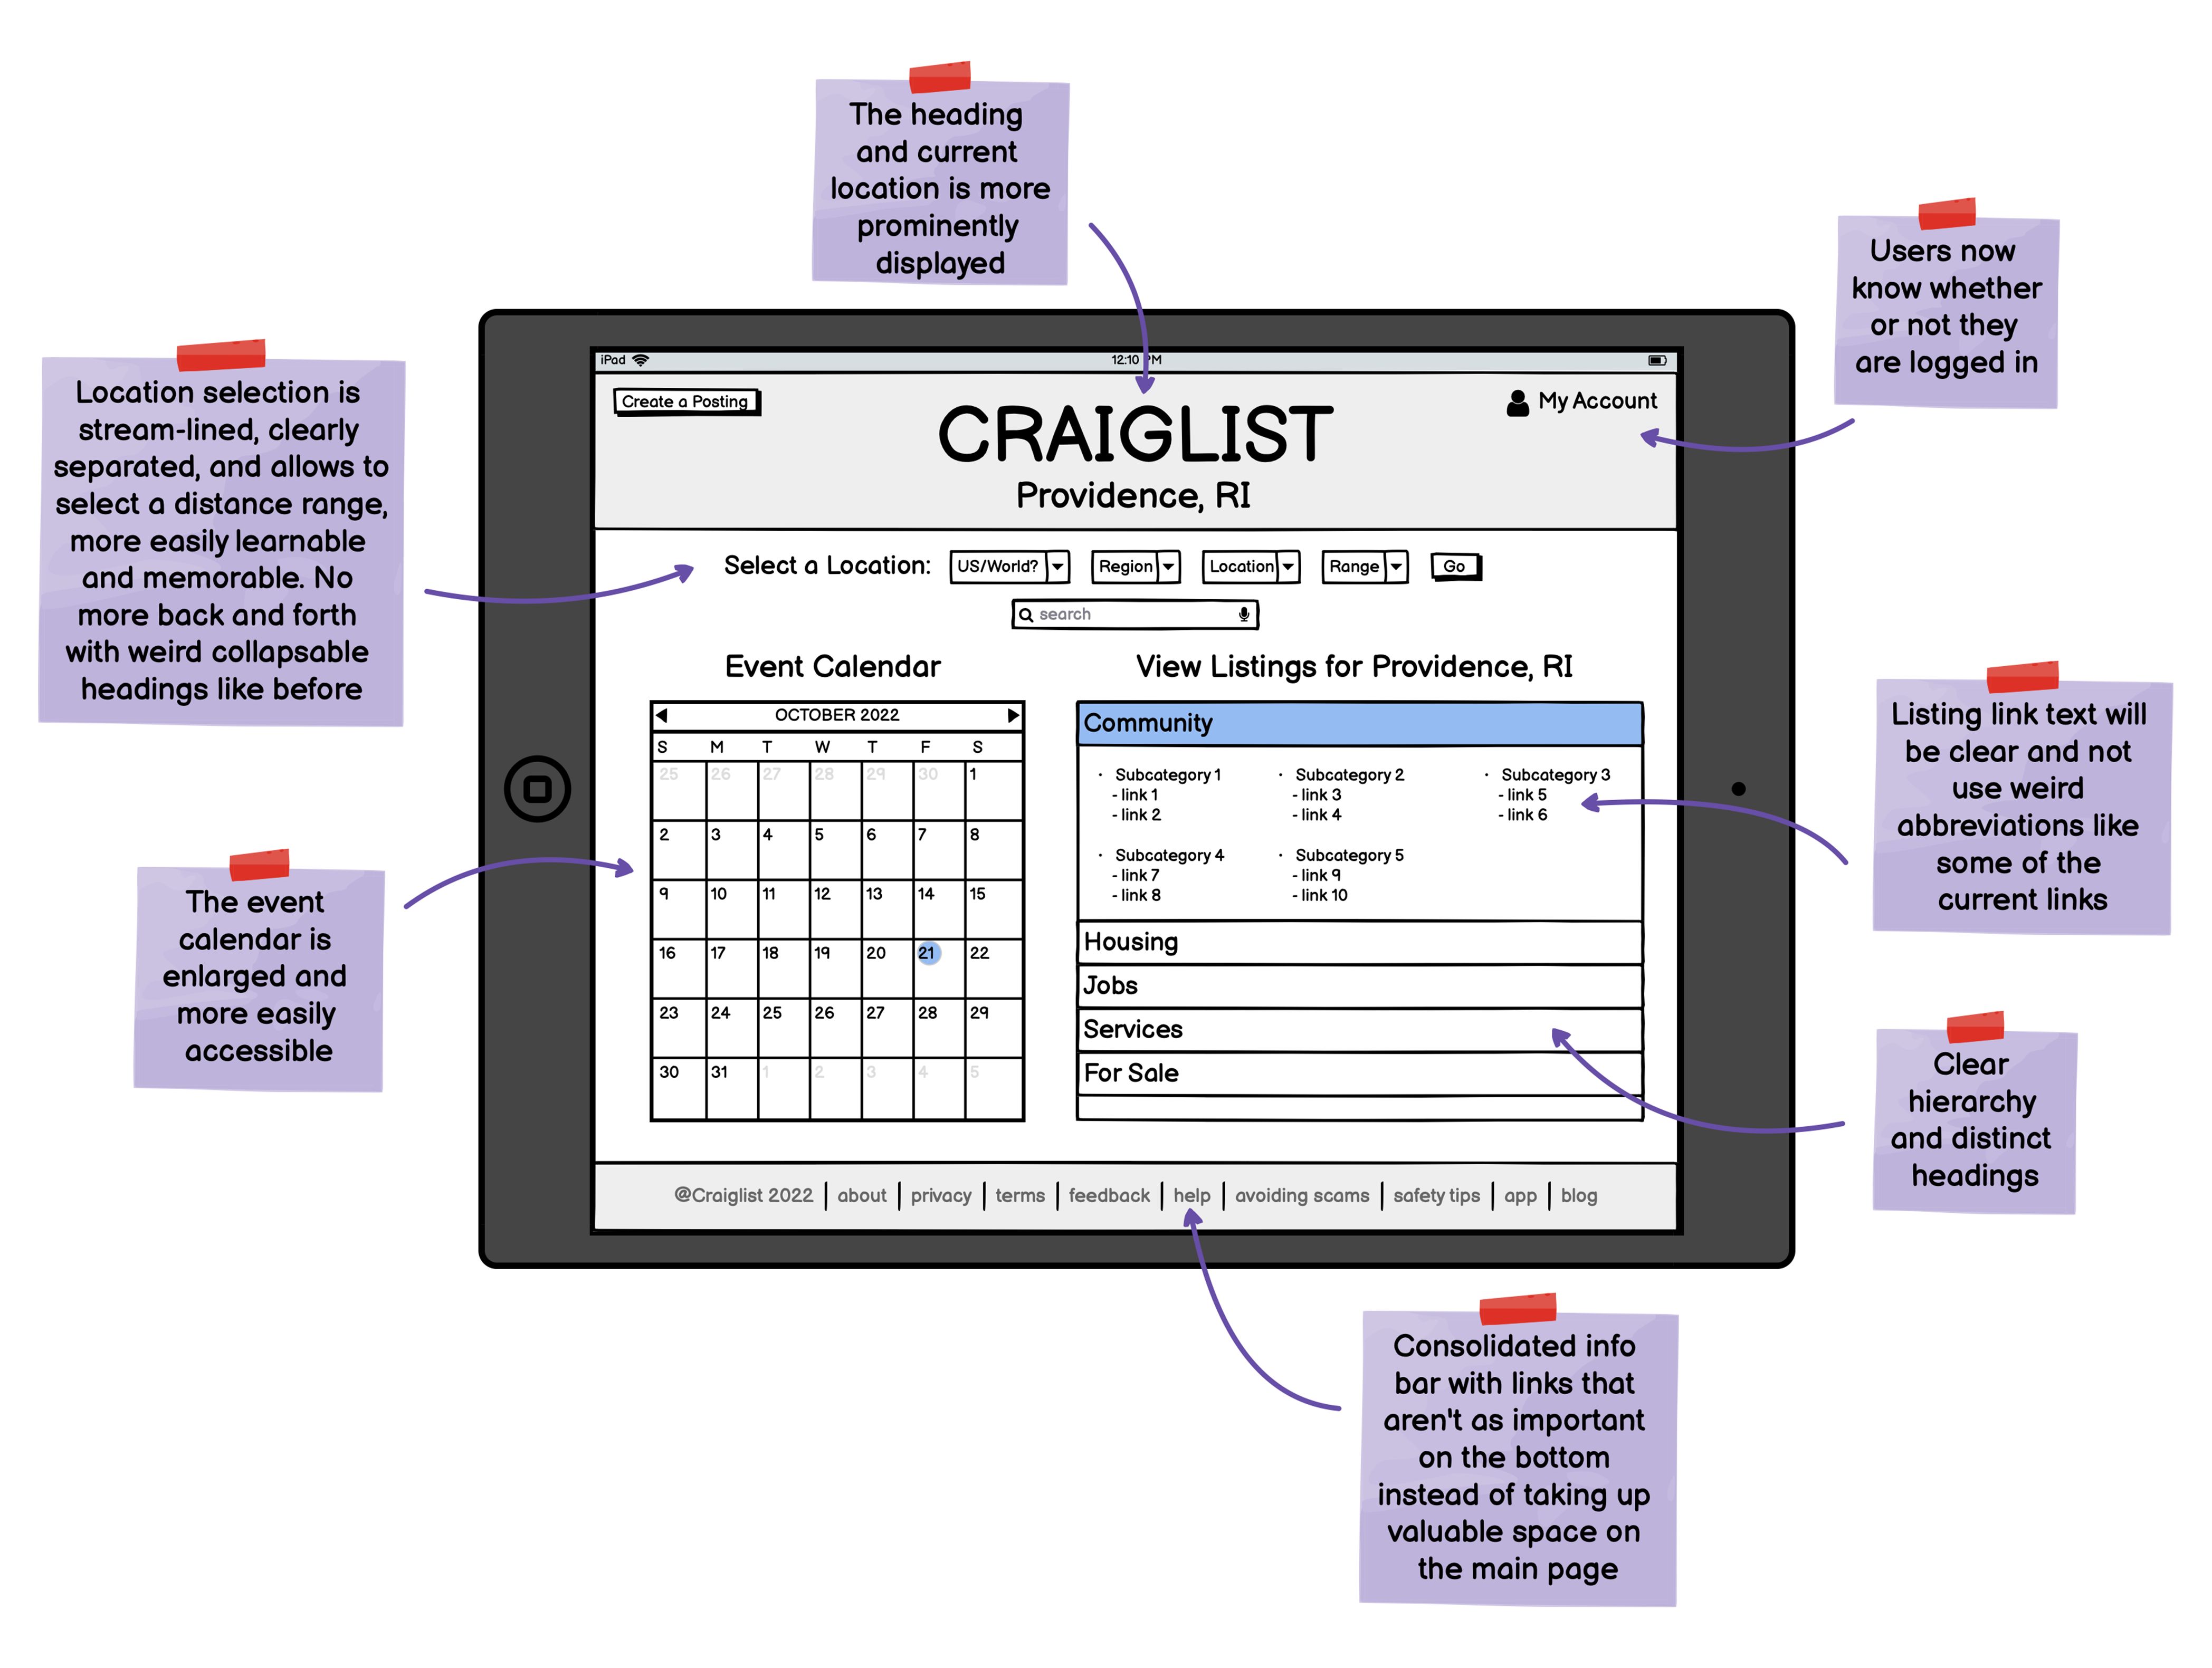 The heading
and current
location is more
prominently
displayed
Users now
know whether
or not they
are logged in
Location selection is
stream-lined, clearly
separated, and allows to
select a distance range,
more easily learnable
and memorable. No
more back and forth
with weird collapsable
headings like before
iPad
12:10 PM
Create a Posting
My Account
CRAIGLIST
Providence, RI
Select a Location: US/World? Region Location Range Go
search
Event Calendar
OCTOBER 2022
S M T W T F S
25 26 27 28 29 30 1
2 3 4 5 6 7 8
9 10 11 12 13 14 15
16 17 18 19 20 21 22
23 24 25 26 27 28 29
30 31 1 2 3 4 5
View Listings for Providence, RI
Community
· Subcategory 1 · Subcategory 2 · Subcategory 3
- link 1 - link 3 - link 5
- link 2 - link 4 - link 6
· Subcategory 4 · Subcategory 5
- link 7 - link 9
- link 8 - link 10
Housing
Jobs
Services
For Sale
Listing link text will
be clear and not
use weird
abbreviations like
some of the
current links
The event
calendar is
enlarged and
more easily
accessible
Clear
hierarchy
and distinct
headings
@Craiglist 2022 | about | privacy | terms | feedback | help | avoiding scams | safety tips | app | blog
Consolidated info
bar with links that
aren't as important
on the bottom
instead of taking up
valuable space on
the main page